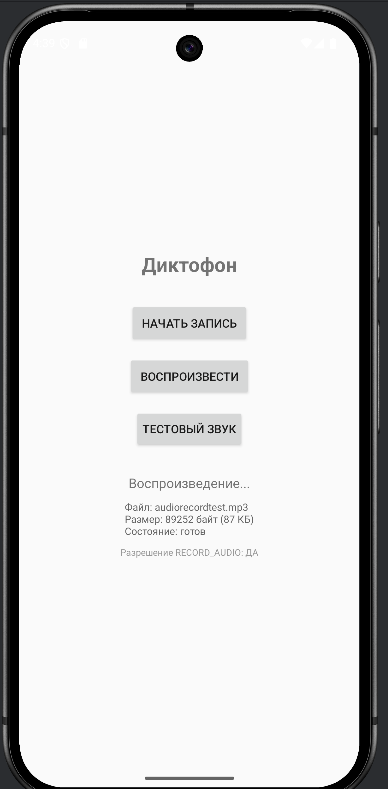 Диктофон
НАЧАТЬ ЗАПИСЬ
ВОСПРОИЗВЕСТИ
ТЕСТОВЫЙ ЗВУК
Воспроизведение...
Файл: audiorecordtest.mp3
Размер: 89252 байт (87 КБ)
Состояние: готов
Разрешение RECORD_AUDIO: ДА